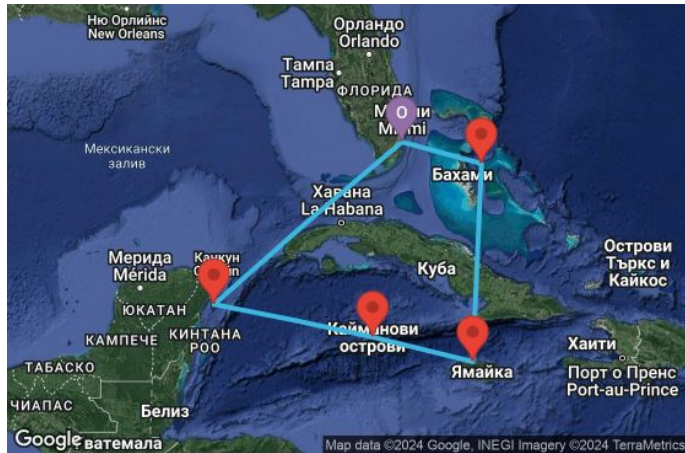 Ню Орлийнс
New Orleans
Орландо
Orlando
Тампа
Tampa
ФЛОРИДА
O
Miami
Мексикански
залив
Бахами
Хавана
La Habana
Мерида
Mérida
Канкун
Куба
Острови
Търкс и
Кайкос
ЮКАТАН
КИНТАНА
РОО
КАМПЕЧЕ
Кайманови
острови
Хаити
ТАБАСКО
Ямайка
Порт о Пренс
Port-au-Prince
ЧИАПАС
Белиз
Google
Гватемала
Map data ©2024 Google, INEGI Imagery ©2024 TerraMetrics